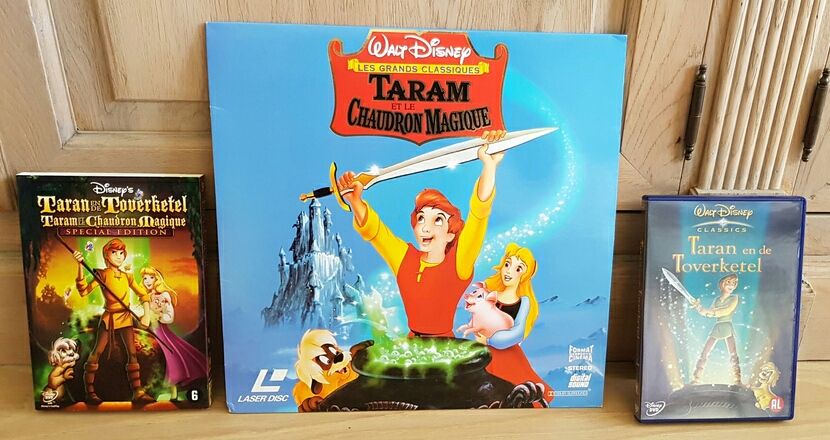 Disney's
Taran en de Toverketel
Taram et le Chaudron Magique
SPECIAL EDITION
6
WALT DISNEY
LES GRANDS CLASSIQUES
TARAM
ET LE
CHAUDRON MAGIQUE
LASER DISC
FORMAT
CINEMA
STEREO
digital
SOUND
WALT DISNEY
CLASSICS
Taran en de
Toverketel
Disney
DVD
AL